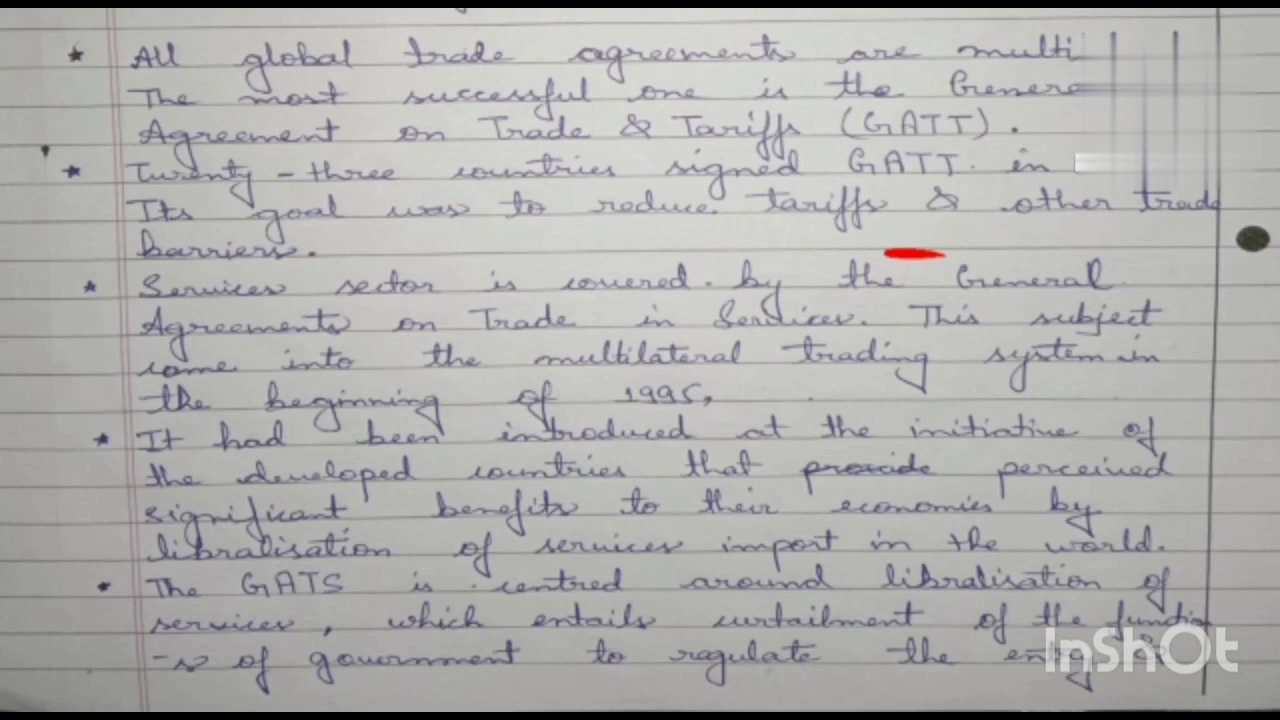 ★ All global trade agreements are multi
The most successful one is the Genera
Agreement on Trade & Tariffs (GATT).
★ Twenty-three countries signed GATT in
Its goal was to reduce tariffs & other trade
barriers.
★ Services sector is covered by the General
Agreements on Trade in Services. This subject
came into the multilateral trading system in
the beginning of 1995,
★ It had been introduced at the initiative of
the developed countries that provide perceived
significant benefits to their economies by
libralisation of services import in the world.
★ The GATS is centred around libralisation of
services, which entails curtailment of the function
-s of government to regulate the entry
InShOt